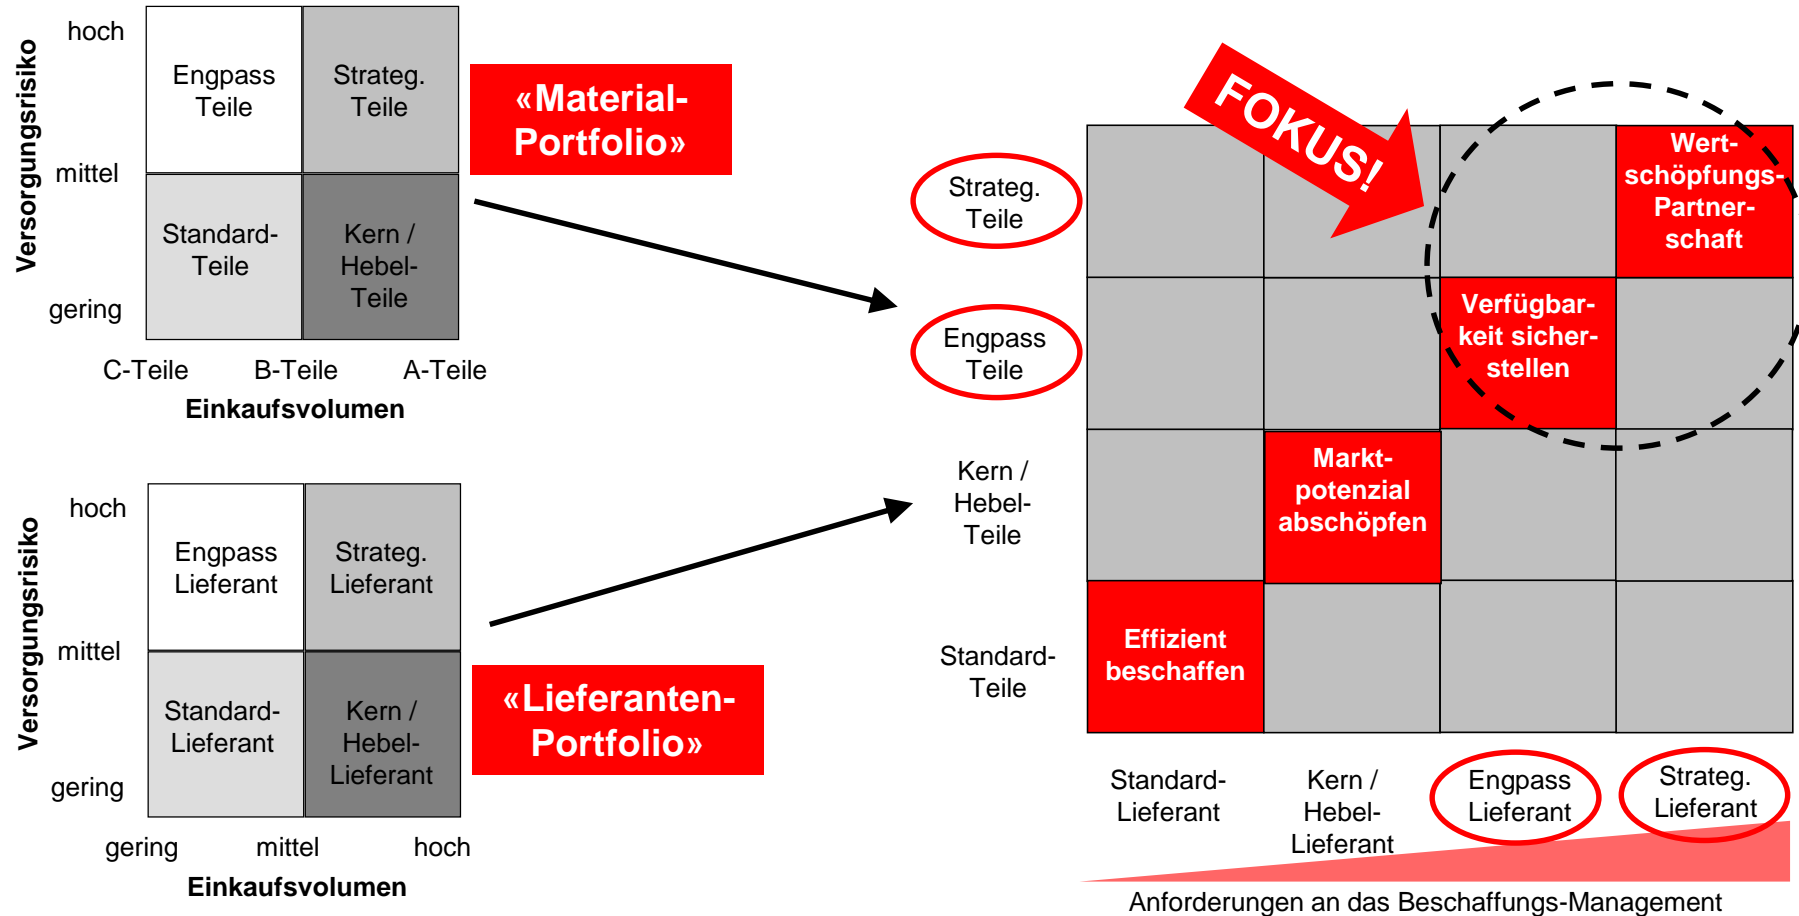 hoch
mittel
gering
Versorgungsrisiko
Engpass
Teile
Strateg.
Teile
Standard-
Teile
Kern /
Hebel-
Teile
C-Teile
B-Teile
A-Teile
Einkaufsvolumen
«Material-
Portfolio»
hoch
mittel
gering
Versorgungsrisiko
Engpass
Lieferant
Strateg.
Lieferant
Standard-
Lieferant
Kern /
Hebel-
Lieferant
gering
mittel
hoch
Einkaufsvolumen
«Lieferanten-
Portfolio»
FOKUS!
Strateg.
Teile
Engpass
Teile
Kern /
Hebel-
Teile
Standard-
Teile
Wert-
schöpfungs-
Partner-
schaft
Verfügbar-
keit sicher-
stellen
Markt-
potenzial
abschöpfen
Effizient
beschaffen
Standard-
Lieferant
Kern /
Hebel-
Lieferant
Engpass
Lieferant
Strateg.
Lieferant
Anforderungen an das Beschaffungs-Management